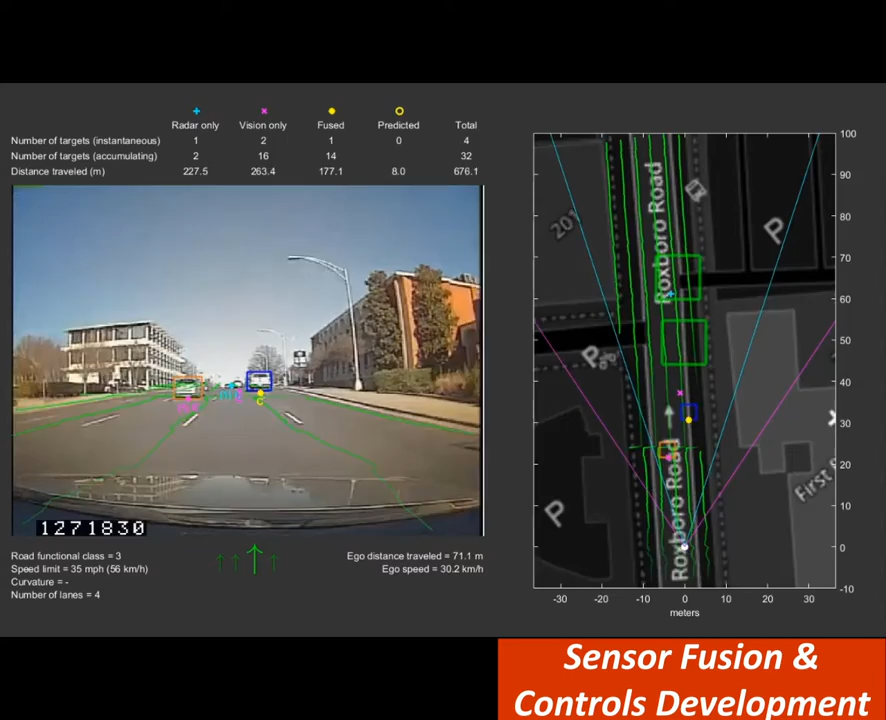 Radar only Vision only Fused Predicted Total
Number of targets (instantaneous) 1 2 1 0 4
Number of targets (accumulating) 2 16 14 32
Distance traveled (m) 227.5 263.4 177.1 8.0 676.1
1271830
Road functional class = 3
Speed limit = 35 mph (56 km/h)
Curvature = -
Number of lanes = 4
Ego distance traveled = 71.1 m
Ego speed = 30.2 km/h
100
90
80
70
60
50
40
30
20
10
0
-10
201
Roxboro Road
P
P
Roxboro Road
P
First
-30 -20 -10 0 10 20 30
meters
Sensor Fusion &
Controls Development